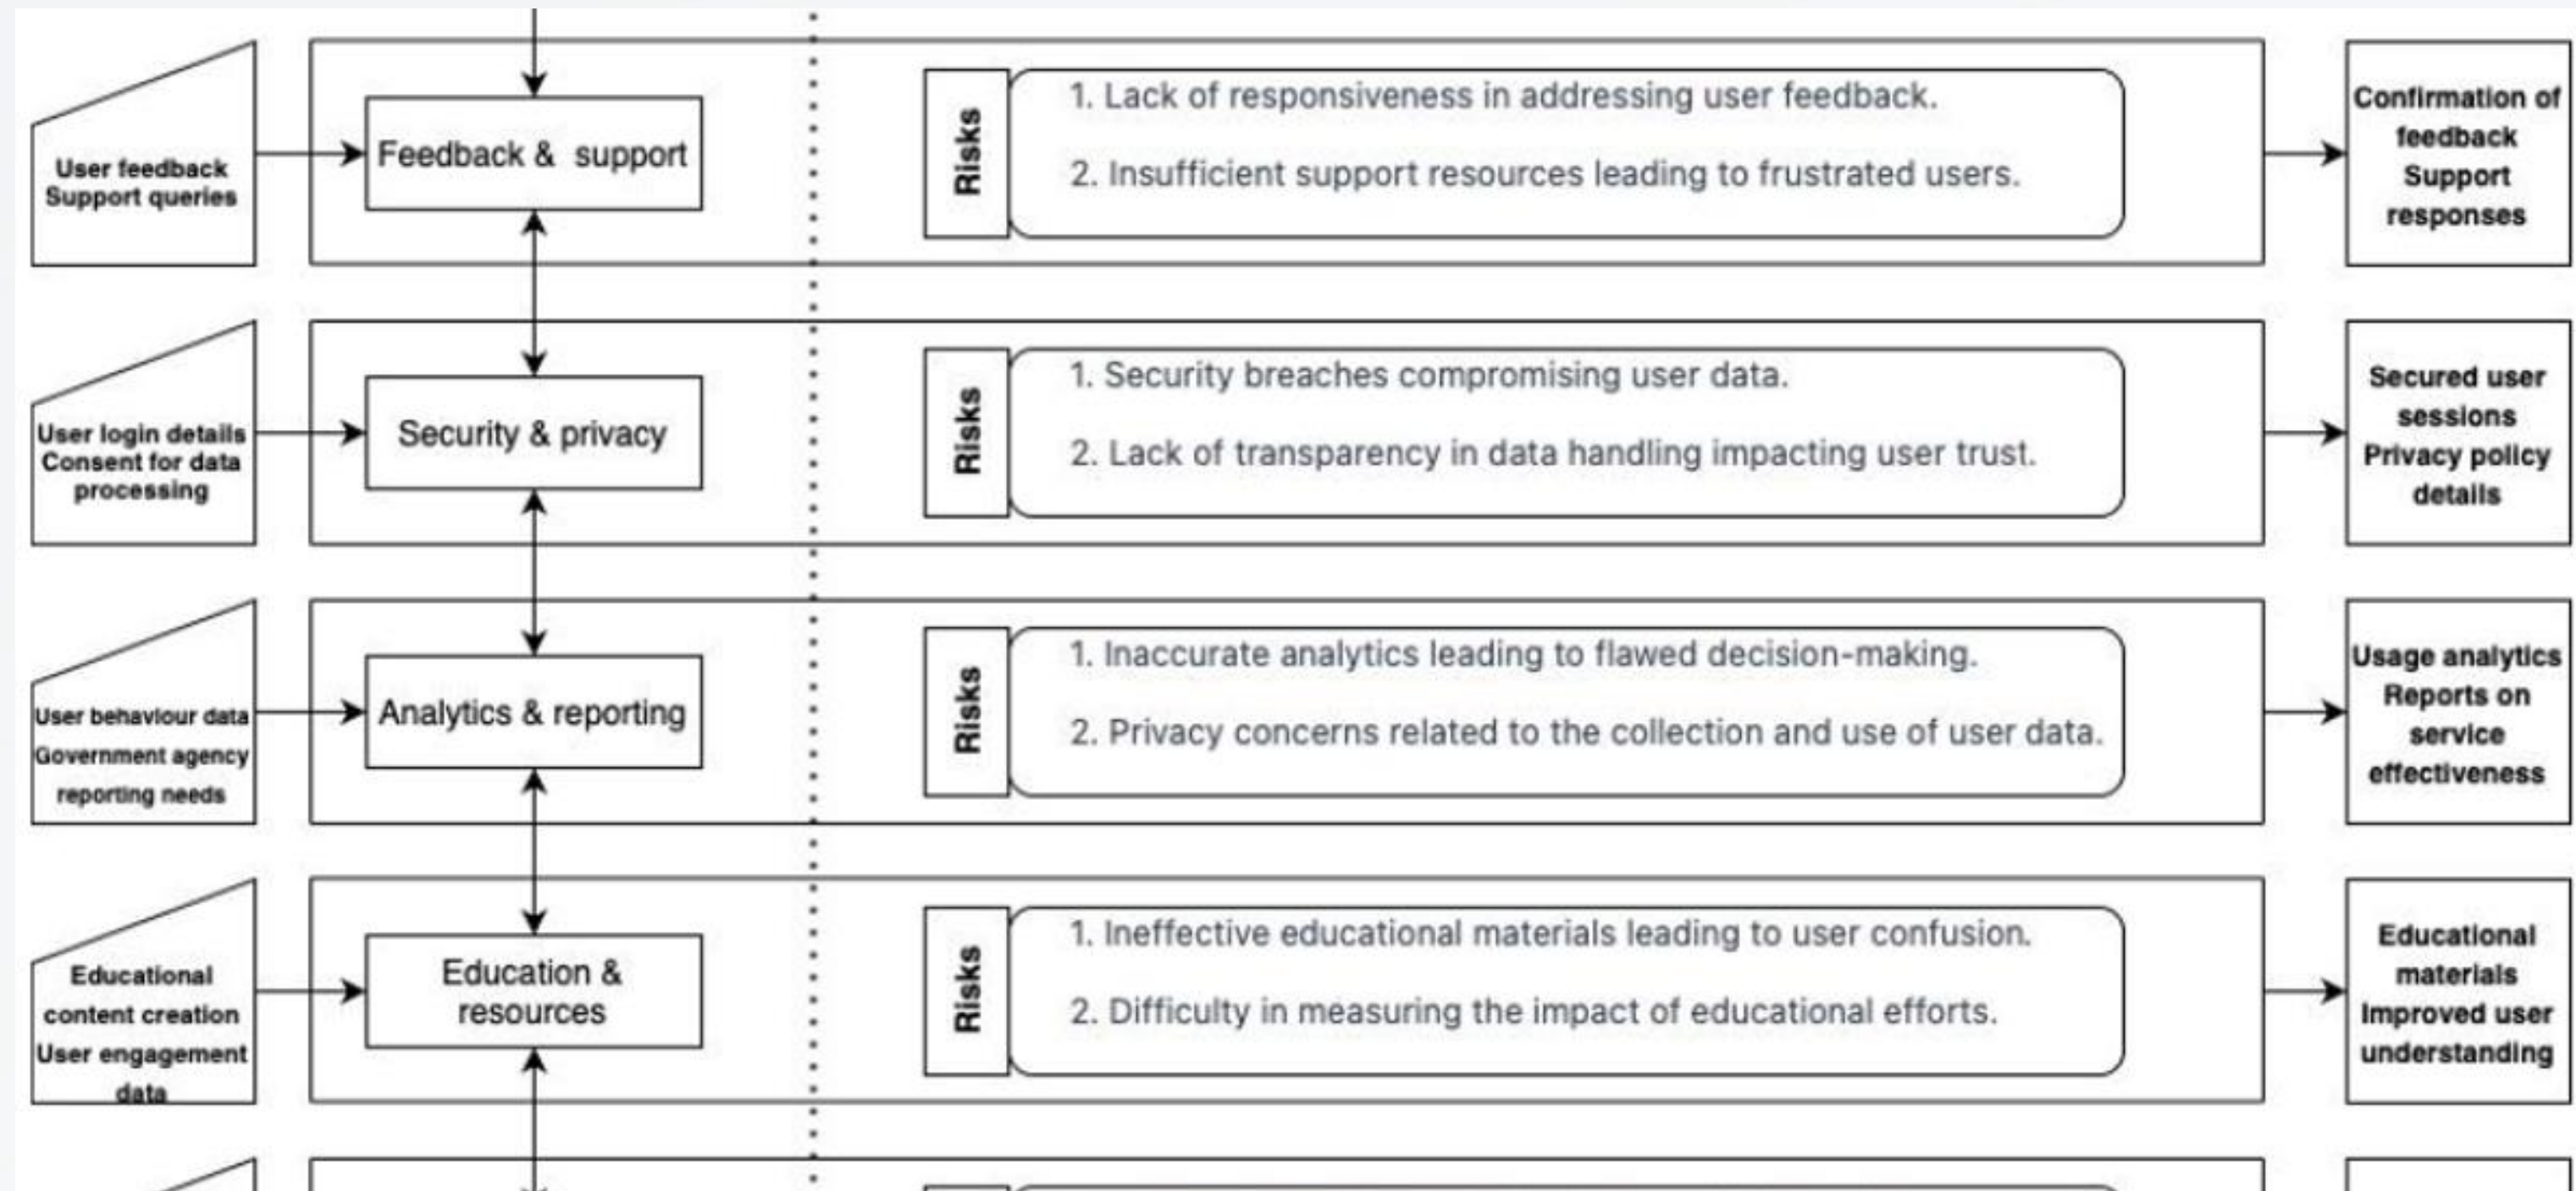 User feedback
Support queries
Feedback &  support
Risks
1. Lack of responsiveness in addressing user feedback.
2. Insufficient support resources leading to frustrated users.
Confirmation of
feedback
Support
responses
User login details
Consent for data
processing
Security & privacy
Risks
1. Security breaches compromising user data.
2. Lack of transparency in data handling impacting user trust.
Secured user
sessions
Privacy policy
details
User behaviour data
Government agency
reporting needs
Analytics & reporting
Risks
1. Inaccurate analytics leading to flawed decision-making.
2. Privacy concerns related to the collection and use of user data.
Usage analytics
Reports on
service
effectiveness
Educational
content creation
User engagement
data
Education &
resources
Risks
1. Ineffective educational materials leading to user confusion.
2. Difficulty in measuring the impact of educational efforts.
Educational
materials
Improved user
understanding